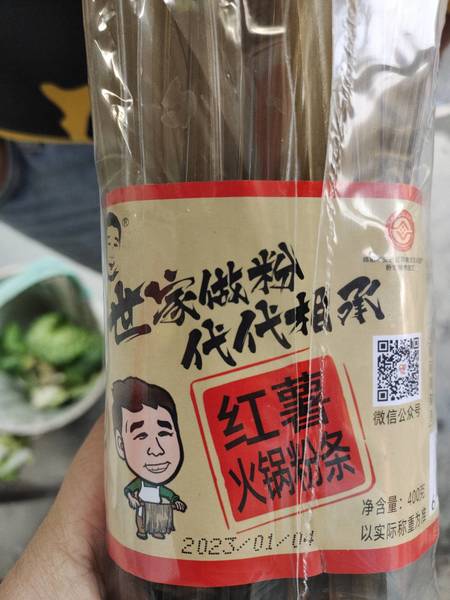 ®
世家做粉
代代相承
微信公众号
红薯
火锅粉条
净含量：400克
以实际称重为准
2023/01/04